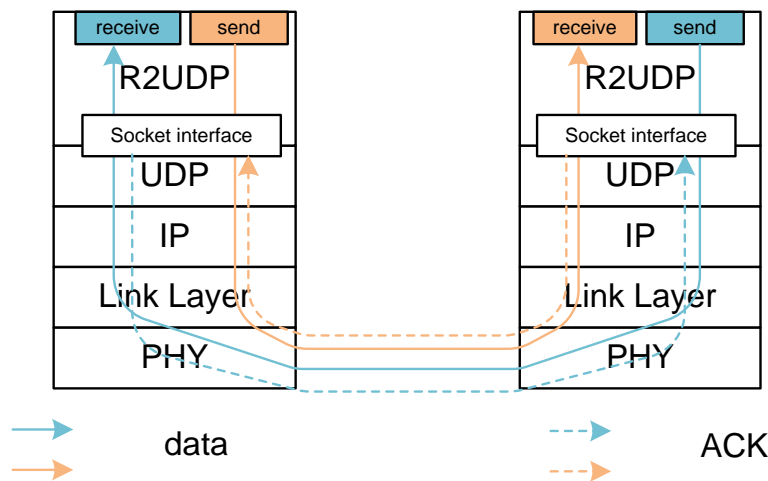 receive send
R2UDP
Socket interface
UDP
IP
Link Layer
PHY
receive send
R2UDP
Socket interface
UDP
IP
Link Layer
PHY
data
ACK